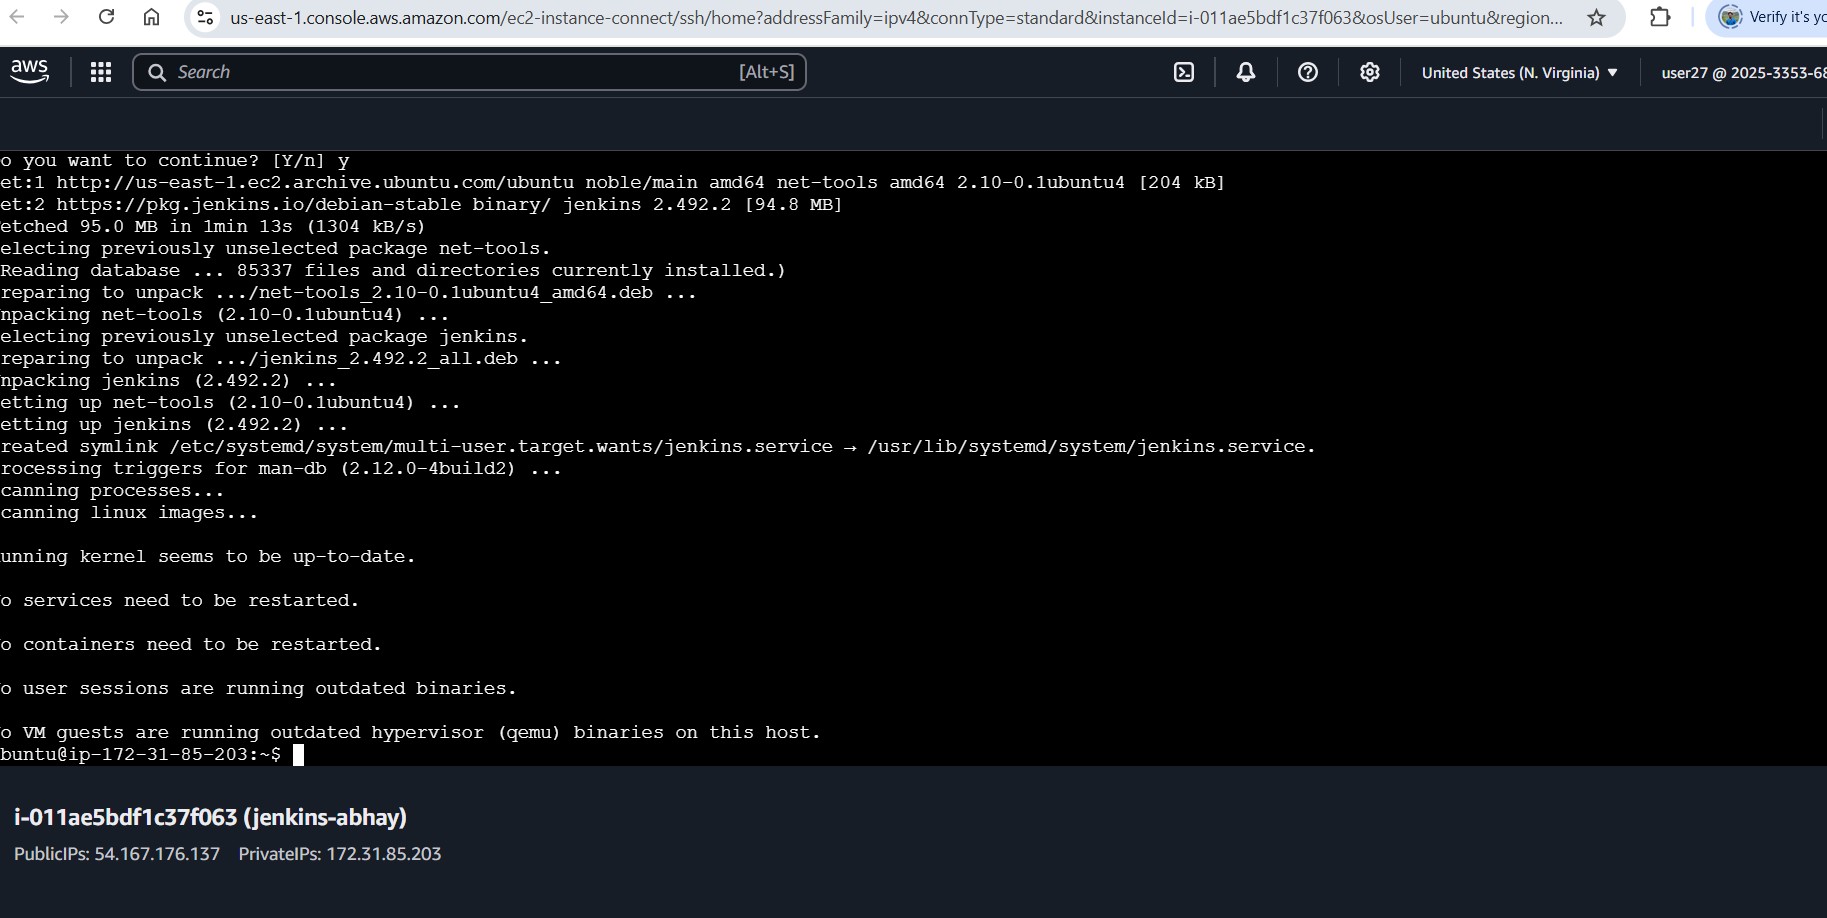 us-east-1.console.aws.amazon.com/ec2-instance-connect/ssh/home?addressFamily=ipv4&connType=standard&instanceId=i-011ae5bdf1c37f063&osUser=ubuntu&region...
Verify it's yo
aws
Search [Alt+S]
United States (N. Virginia)
user27 @ 2025-3353-68
o you want to continue? [Y/n] y
et:1 http://us-east-1.ec2.archive.ubuntu.com/ubuntu noble/main amd64 net-tools amd64 2.10-0.1ubuntu4 [204 kB]
et:2 https://pkg.jenkins.io/debian-stable binary/ jenkins 2.492.2 [94.8 MB]
etched 95.0 MB in 1min 13s (1304 kB/s)
electing previously unselected package net-tools.
Reading database ... 85337 files and directories currently installed.)
reparing to unpack .../net-tools_2.10-0.1ubuntu4_amd64.deb ...
npacking net-tools (2.10-0.1ubuntu4) ...
electing previously unselected package jenkins.
reparing to unpack .../jenkins_2.492.2_all.deb ...
npacking jenkins (2.492.2) ...
etting up net-tools (2.10-0.1ubuntu4) ...
etting up jenkins (2.492.2) ...
reated symlink /etc/systemd/system/multi-user.target.wants/jenkins.service → /usr/lib/systemd/system/jenkins.service.
rocessing triggers for man-db (2.12.0-4build2) ...
canning processes...
canning linux images...
unning kernel seems to be up-to-date.
o services need to be restarted.
o containers need to be restarted.
o user sessions are running outdated binaries.
o VM guests are running outdated hypervisor (qemu) binaries on this host.
buntu@ip-172-31-85-203:~$
i-011ae5bdf1c37f063 (jenkins-abhay)
PublicIPs: 54.167.176.137 PrivateIPs: 172.31.85.203